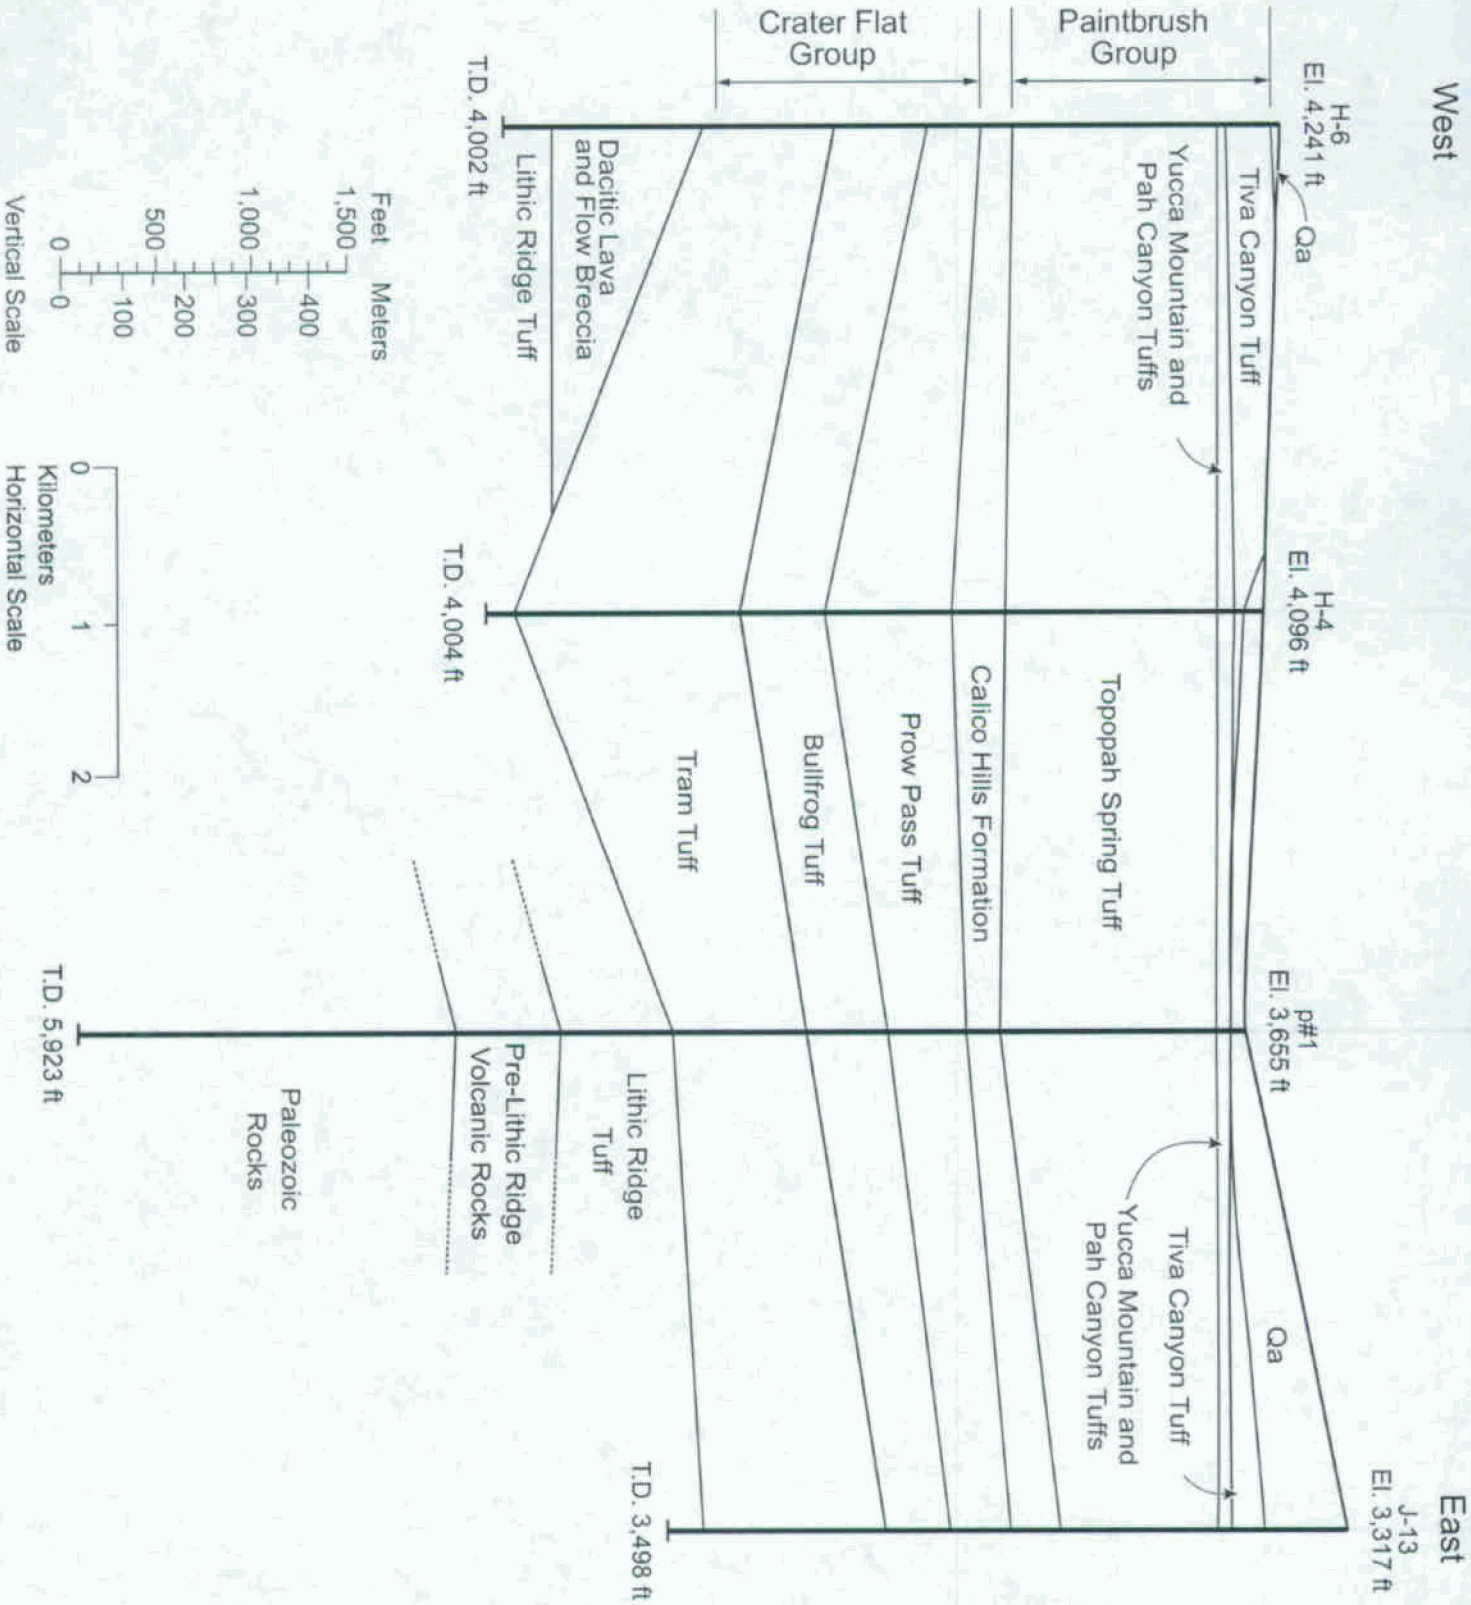 West
East
H-6
El. 4,241 ft
H-4
El. 4,096 ft
p#1
El. 3,655 ft
J-13
El. 3,317 ft
Paintbrush
Group
Crater Flat
Group
Qa
Tiva Canyon Tuff
Yucca Mountain and
Pah Canyon Tuffs
Topopah Spring Tuff
Calico Hills Formation
Prow Pass Tuff
Bullfrog Tuff
Tram Tuff
Dacitic Lava
and Flow Breccia
Lithic Ridge Tuff
Qa
Tiva Canyon Tuff
Yucca Mountain and
Pah Canyon Tuffs
Lithic Ridge
Tuff
Pre-Lithic Ridge
Volcanic Rocks
Paleozoic
Rocks
T.D. 4,002 ft
T.D. 4,004 ft
T.D. 5,923 ft
T.D. 3,498 ft
Feet Meters
1,500
1,000
500
0
400
300
200
100
0
Vertical Scale
0 1 2
Kilometers
Horizontal Scale